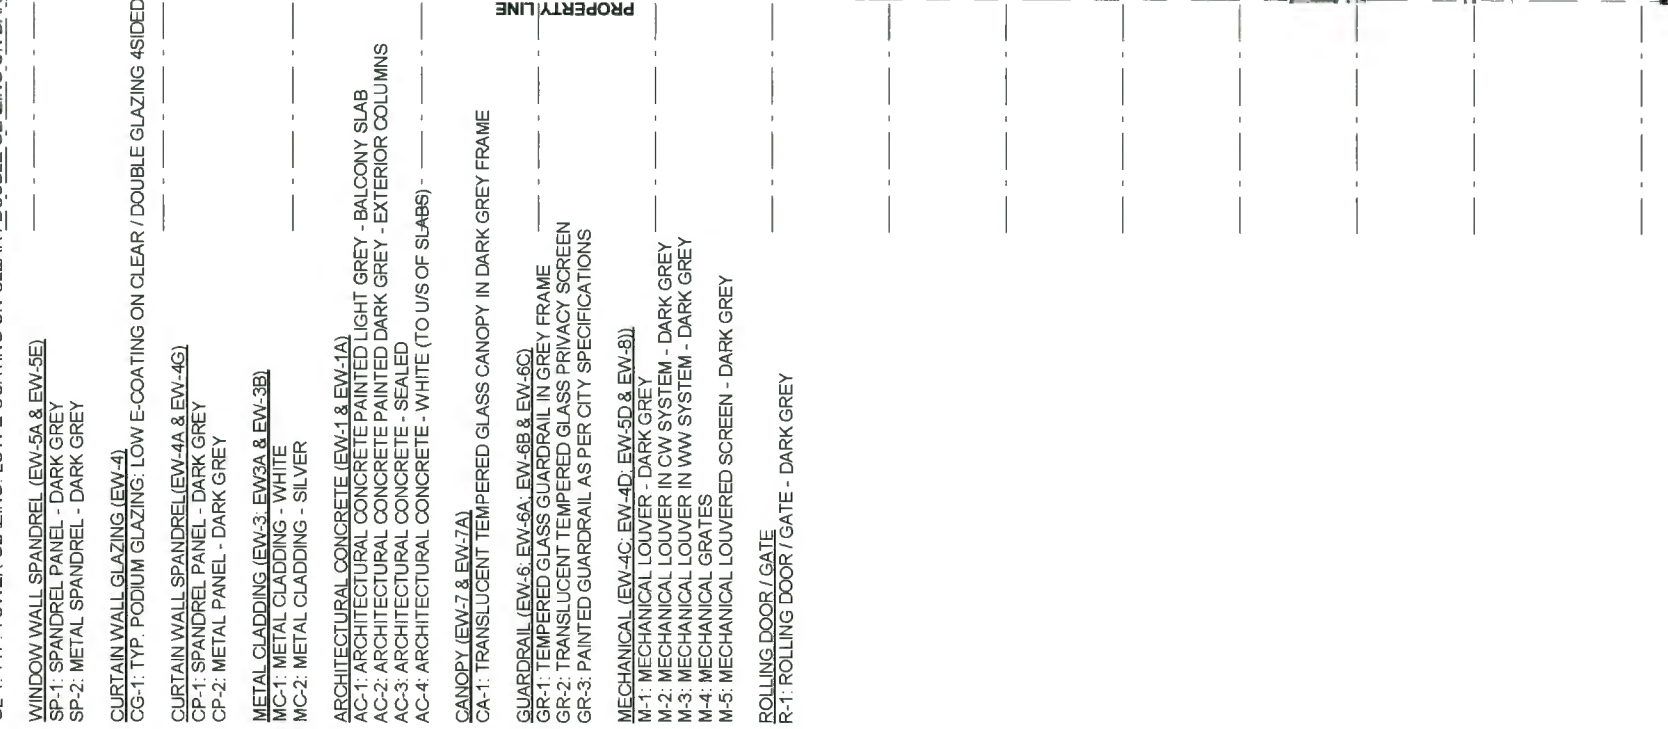 WINDOW WALL SPANDREL (EW-5A & EW-5E)
SP-1: SPANDREL PANEL - DARK GREY
SP-2: METAL SPANDREL - DARK GREY
CURTAIN WALL GLAZING (EW-4)
CG-1: TYP. PODIUM GLAZING: LOW E-COATING ON CLEAR / DOUBLE GLAZING 4SIDED
CURTAIN WALL SPANDREL(EW-4A & EW-4G)
CP-1: SPANDREL PANEL - DARK GREY
CP-2: METAL PANEL - DARK GREY
METAL CLADDING (EW-3; EW3A & EW-3B)
MC-1: METAL CLADDING - WHITE
MC-2: METAL CLADDING - SILVER
ARCHITECTURAL CONCRETE (EW-1 & EW-1A)
AC-1: ARCHITECTURAL CONCRETE PAINTED LIGHT GREY - BALCONY SLAB
AC-2: ARCHITECTURAL CONCRETE PAINTED DARK GREY - EXTERIOR COLUMNS
AC-3: ARCHITECTURAL CONCRETE - SEALED
AC-4: ARCHITECTURAL CONCRETE - WHITE (TO U/S OF SLABS)
CANOPY (EW-7 & EW-7A)
CA-1: TRANSLUCENT TEMPERED GLASS CANOPY IN DARK GREY FRAME
GUARDRAIL (EW-6; EW-6A; EW-6B & EW-6C)
GR-1: TEMPERED GLASS GUARDRAIL IN GREY FRAME
GR-2: TRANSLUCENT TEMPERED GLASS PRIVACY SCREEN
GR-3: PAINTED GUARDRAIL AS PER CITY SPECIFICATIONS
MECHANICAL (EW-4C; EW-4D; EW-5D & EW-8))
M-1: MECHANICAL LOUVER - DARK GREY
M-2: MECHANICAL LOUVER IN CW SYSTEM - DARK GREY
M-3: MECHANICAL LOUVER IN WW SYSTEM - DARK GREY
M-4: MECHANICAL GRATES
M-5: MECHANICAL LOUVERED SCREEN - DARK GREY
ROLLING DOOR / GATE
R-1: ROLLING DOOR / GATE - DARK GREY
PROPERTY LINE